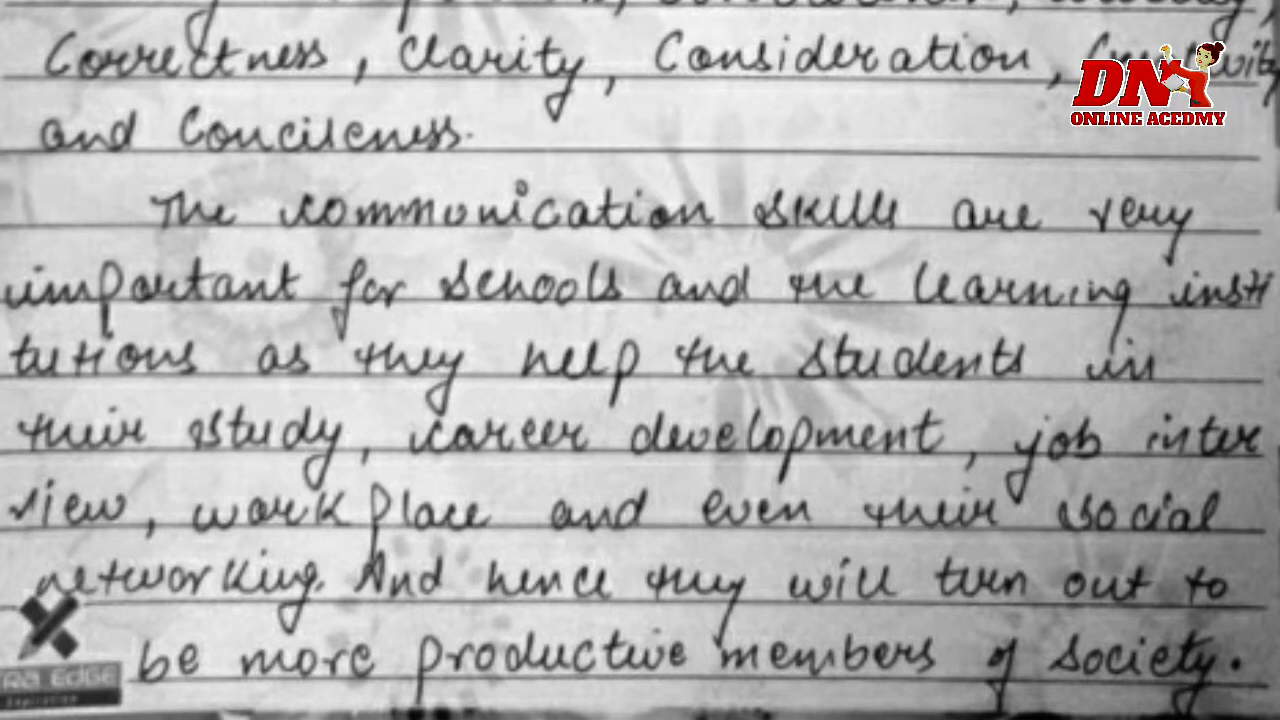 Correctness, Clarity, Consideration,
and Conciseness.
The communication skills are very
important for schools and the learning insti
tutions as they help the students in
their study, career development, job inter
view, workplace and even their social
networking. And hence they will turn out to
be more productive members of society.
DN
ONLINE ACEDMY
Ra EDGE